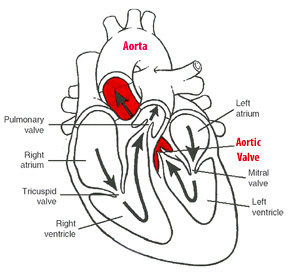 Aorta
Pulmonary
valve
Right
atrium
Tricuspid
valve
Right
ventricle
Left
atrium
Aortic
Valve
Mitral
valve
Left
ventricle